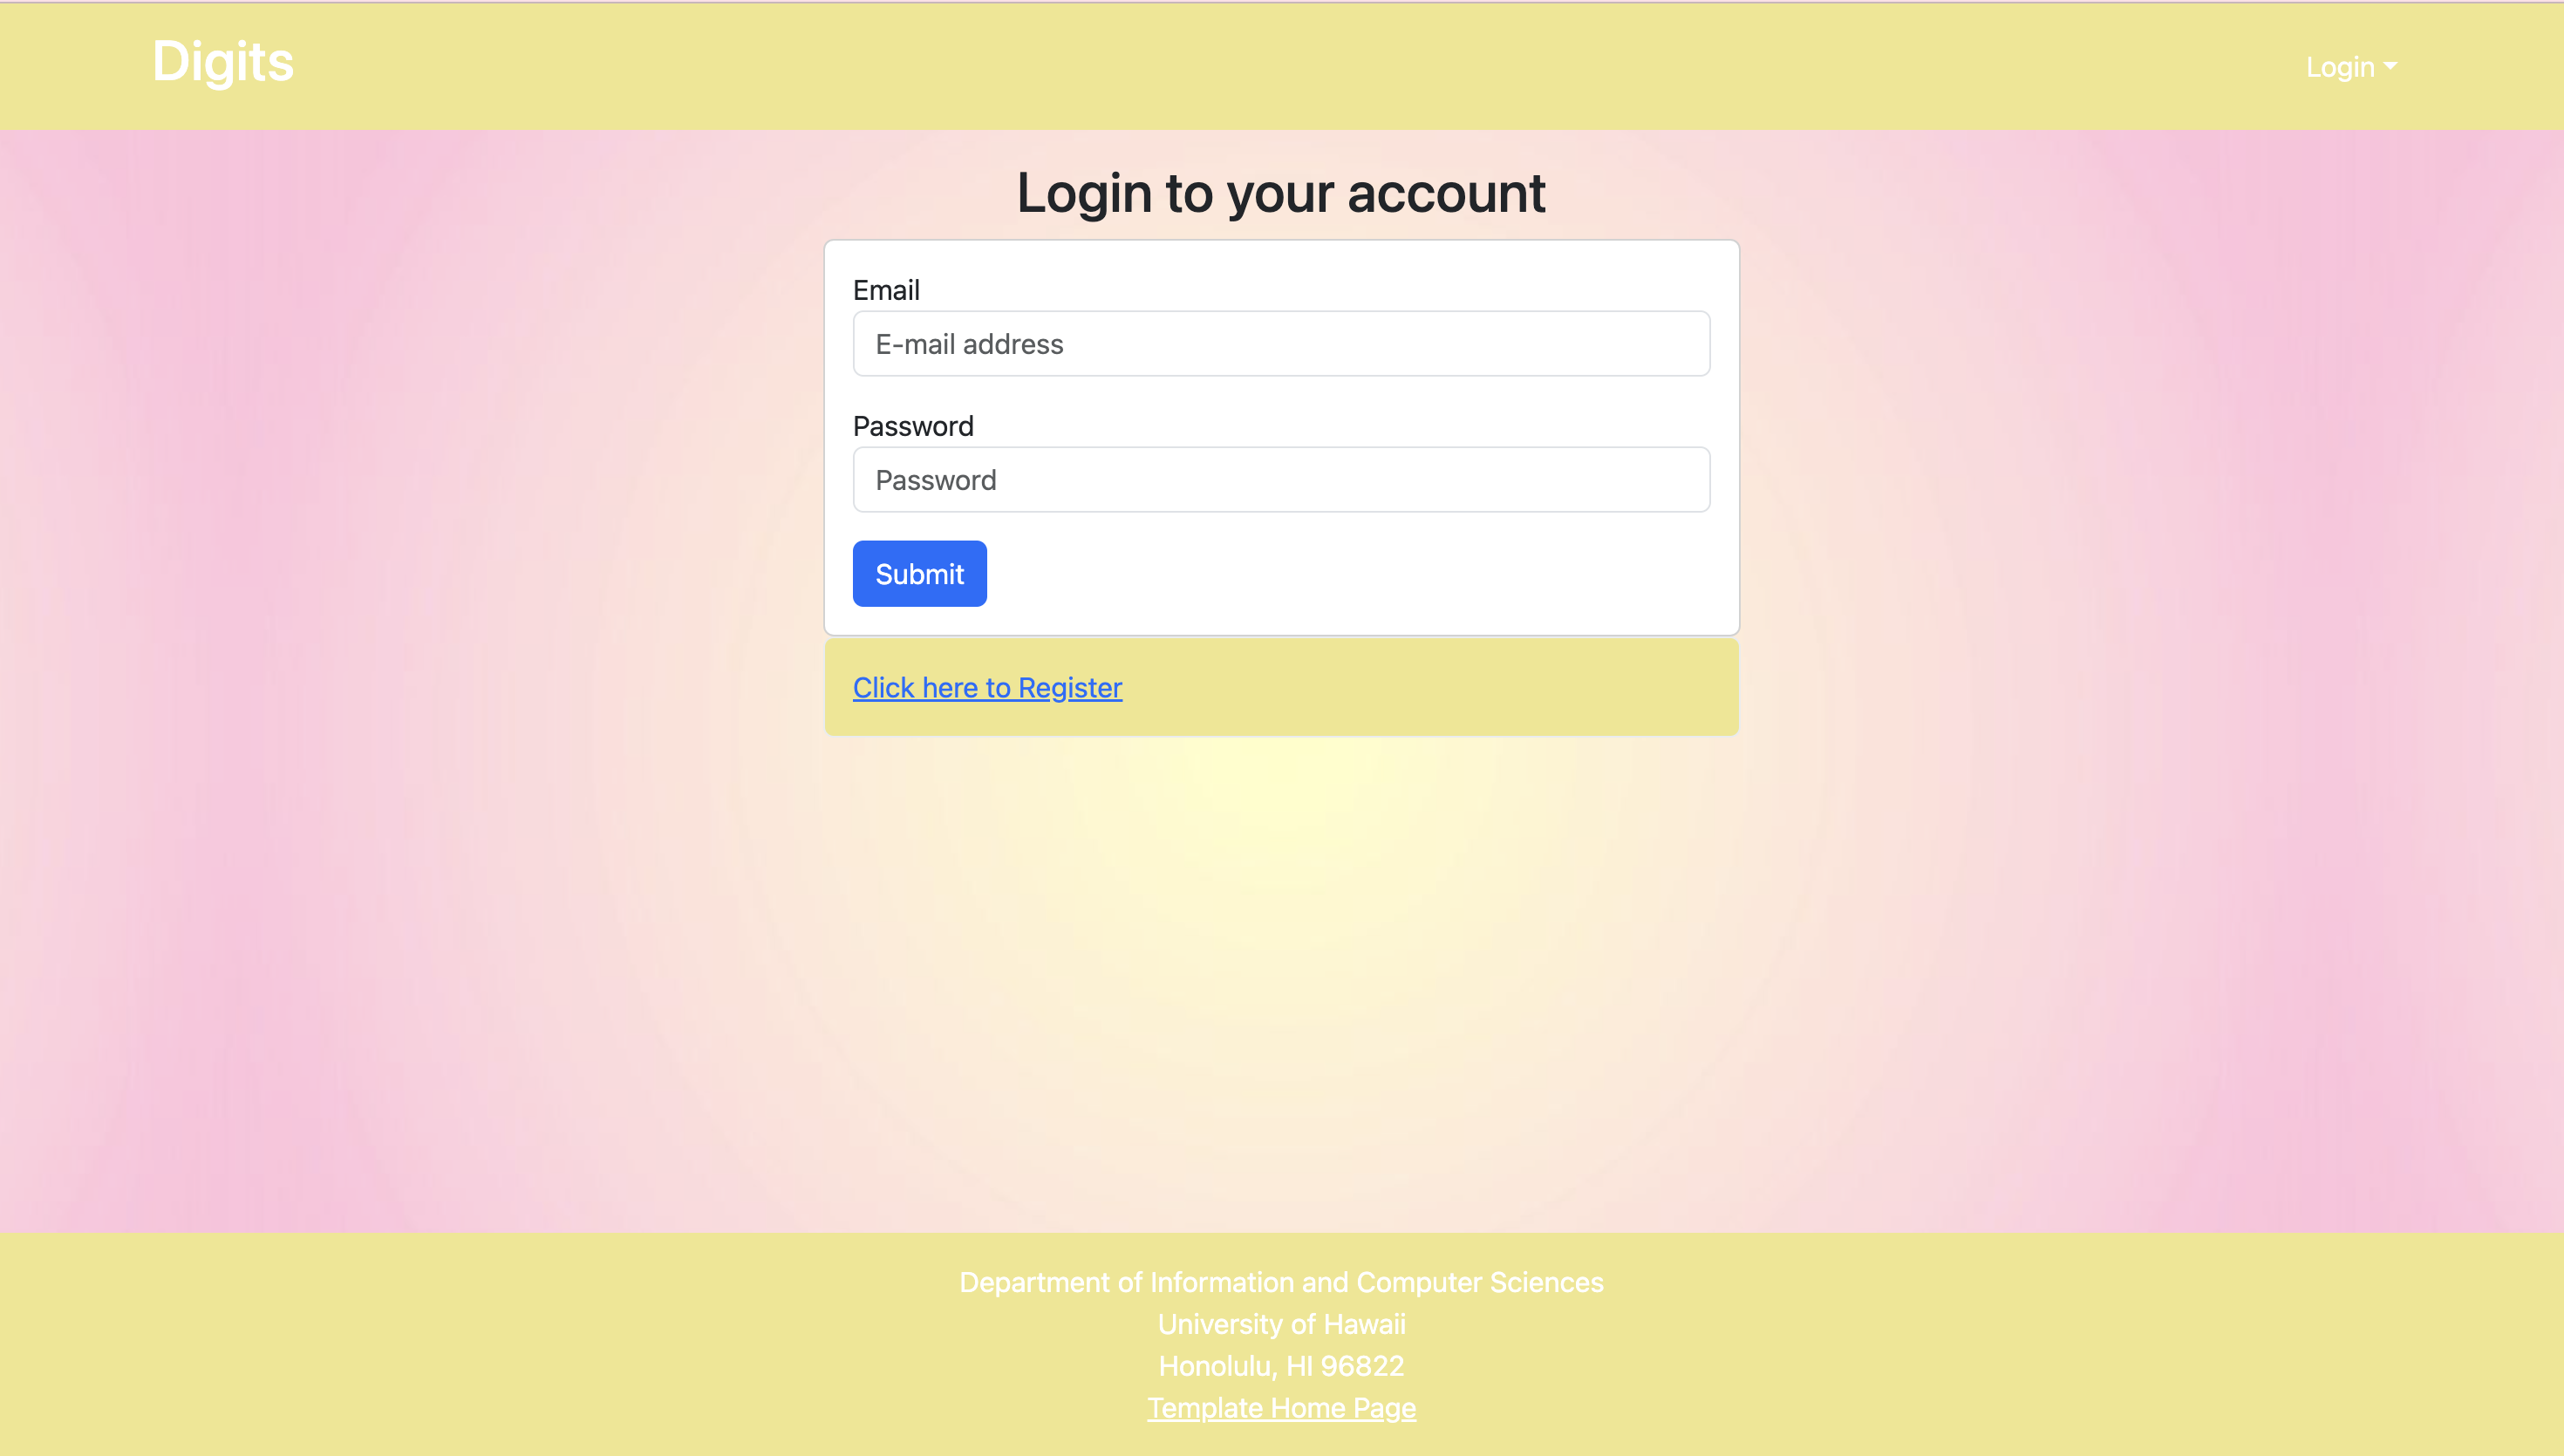 Digits
Login
Login to your account
Email
E-mail address
Password
Password
Submit
Click here to Register
Department of Information and Computer Sciences
University of Hawaii
Honolulu, HI 96822
Template Home Page